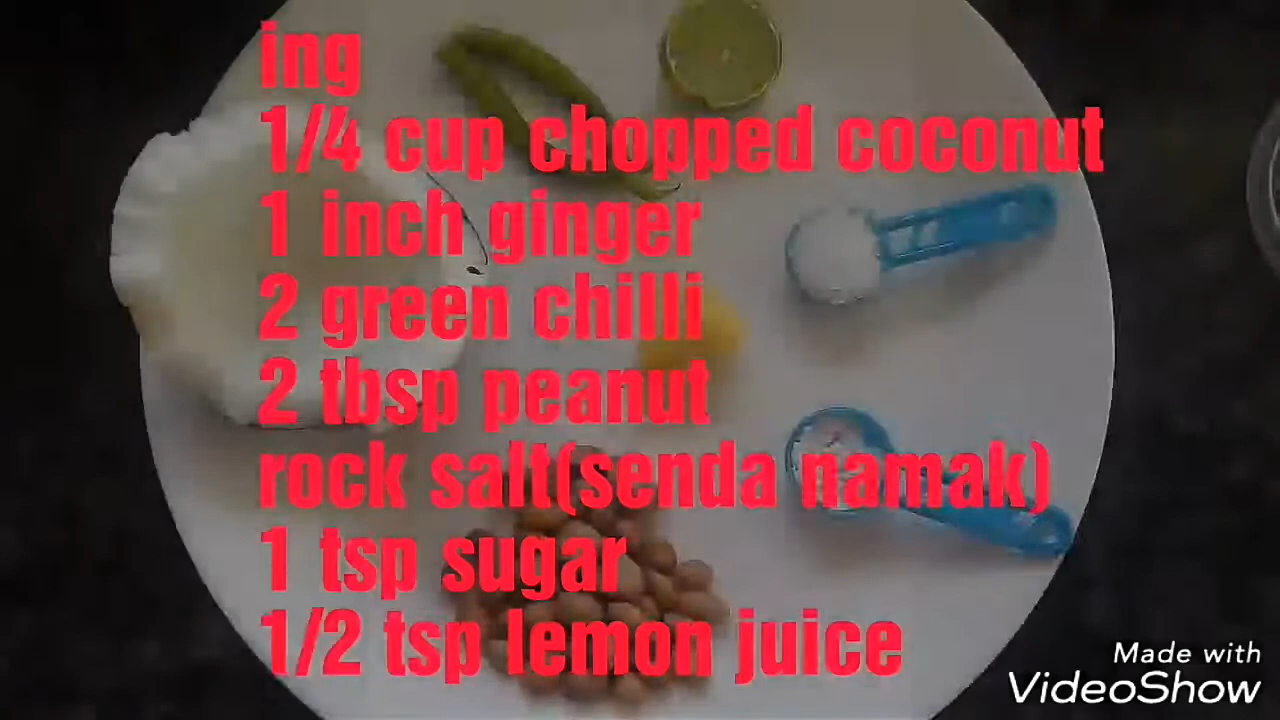 ing
1/4 cup chopped coconut
1 inch ginger
2 green chilli
2 tbsp peanut
rock salt(senda namak)
1 tsp sugar
1/2 tsp lemon juice
Made with
VideoShow